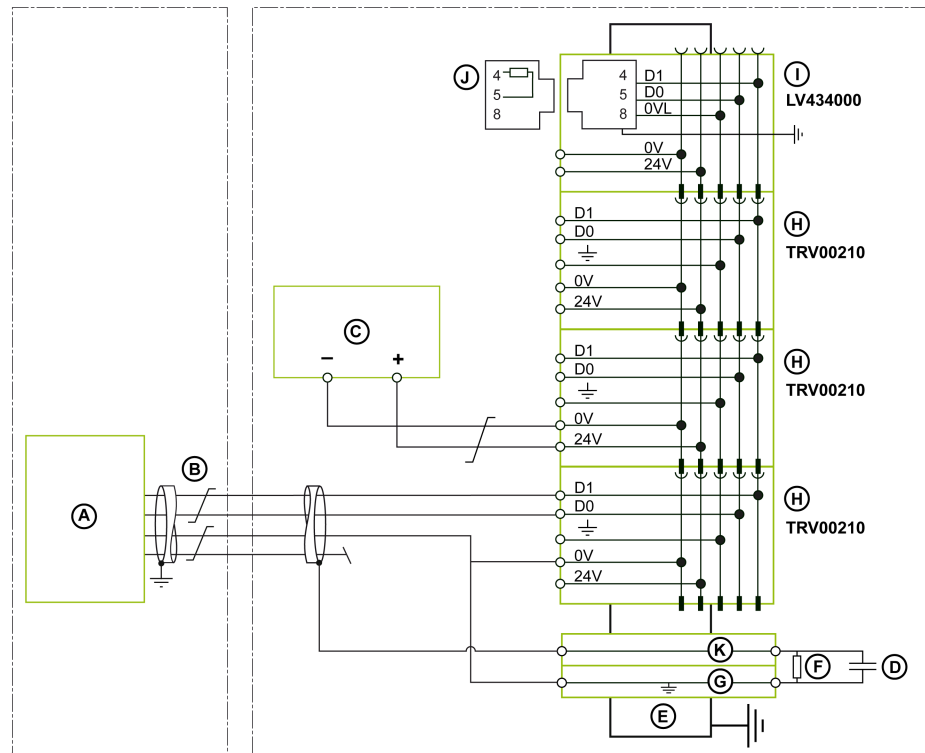 J
4
5
8
4
5
8
D1
D0
0VL
0V
24V
I
LV434000
D1
D0
0V
24V
H
TRV00210
C
− +
D1
D0
0V
24V
H
TRV00210
A
B
D1
D0
0V
24V
H
TRV00210
K
G
F
D
E